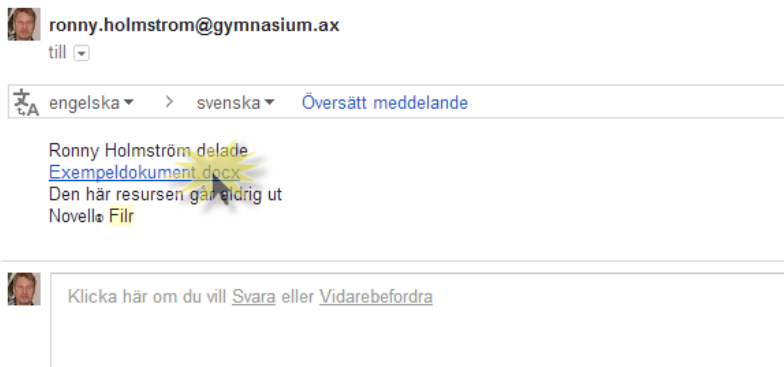 ronny.holmstrom@gymnasium.ax
till
engelska > svenska Översätt meddelande
Ronny Holmström delade
Exempeldokument.docx
Den här resursen går aldrig ut
Novell® Filr
Klicka här om du vill Svara eller Vidarebefordra